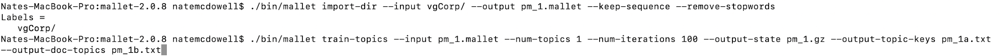 Nates-MacBook-Pro:mallet-2.0.8 natemcdowell$ ./bin/mallet import-dir --input vgCorp/ --output pm_1.mallet --keep-sequence --remove-stopwords
Labels =
   vgCorp/
Nates-MacBook-Pro:mallet-2.0.8 natemcdowell$ ./bin/mallet train-topics --input pm_1.mallet --num-topics 1 --num-iterations 100 --output-state pm_1.gz --output-topic-keys pm_1a.txt
--output-doc-topics pm_1b.txt